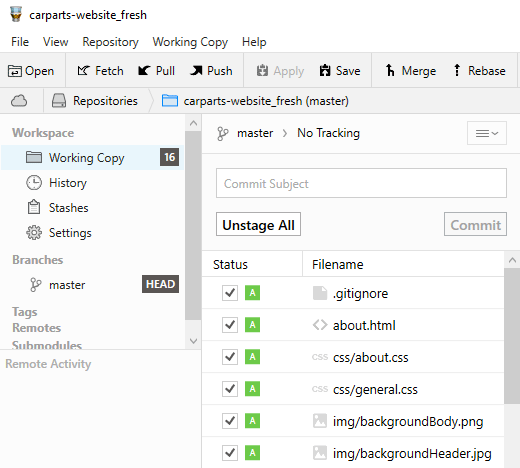 carparts-website_fresh
File View Repository Working Copy Help
Open Fetch Pull Push Apply Save Merge Rebase
Repositories carparts-website_fresh (master)
Workspace
Working Copy 16
History
Stashes
Settings
Branches
master HEAD
Tags
Remotes
Submodules
Remote Activity
master No Tracking
Commit Subject
Unstage All Commit
Status Filename
A .gitignore
A <> about.html
A CSS css/about.css
A CSS css/general.css
A img/backgroundBody.png
A img/backgroundHeader.jpg